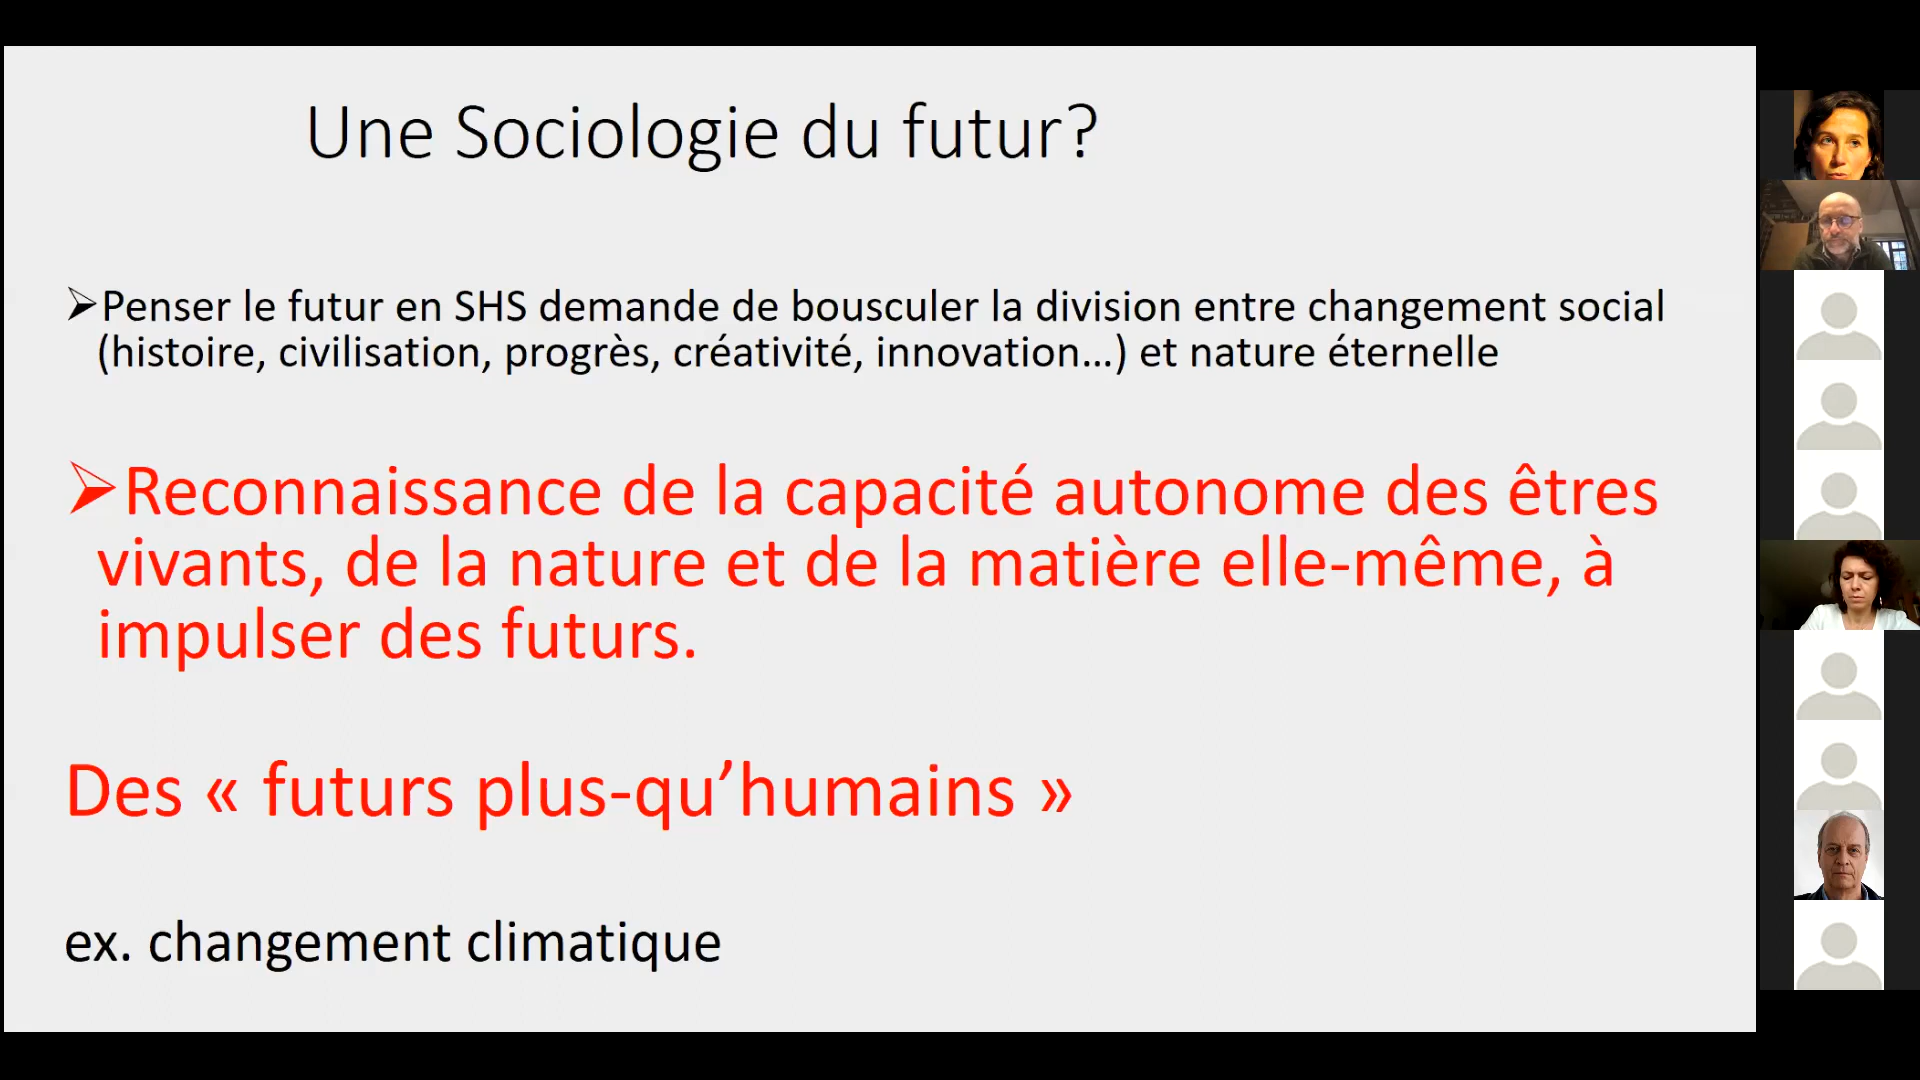 Une Sociologie du futur?
➢Penser le futur en SHS demande de bousculer la division entre changement social
(histoire, civilisation, progrès, créativité, innovation…) et nature éternelle
➢Reconnaissance de la capacité autonome des êtres
vivants, de la nature et de la matière elle-même, à
impulser des futurs.
Des « futurs plus-qu’humains »
ex. changement climatique